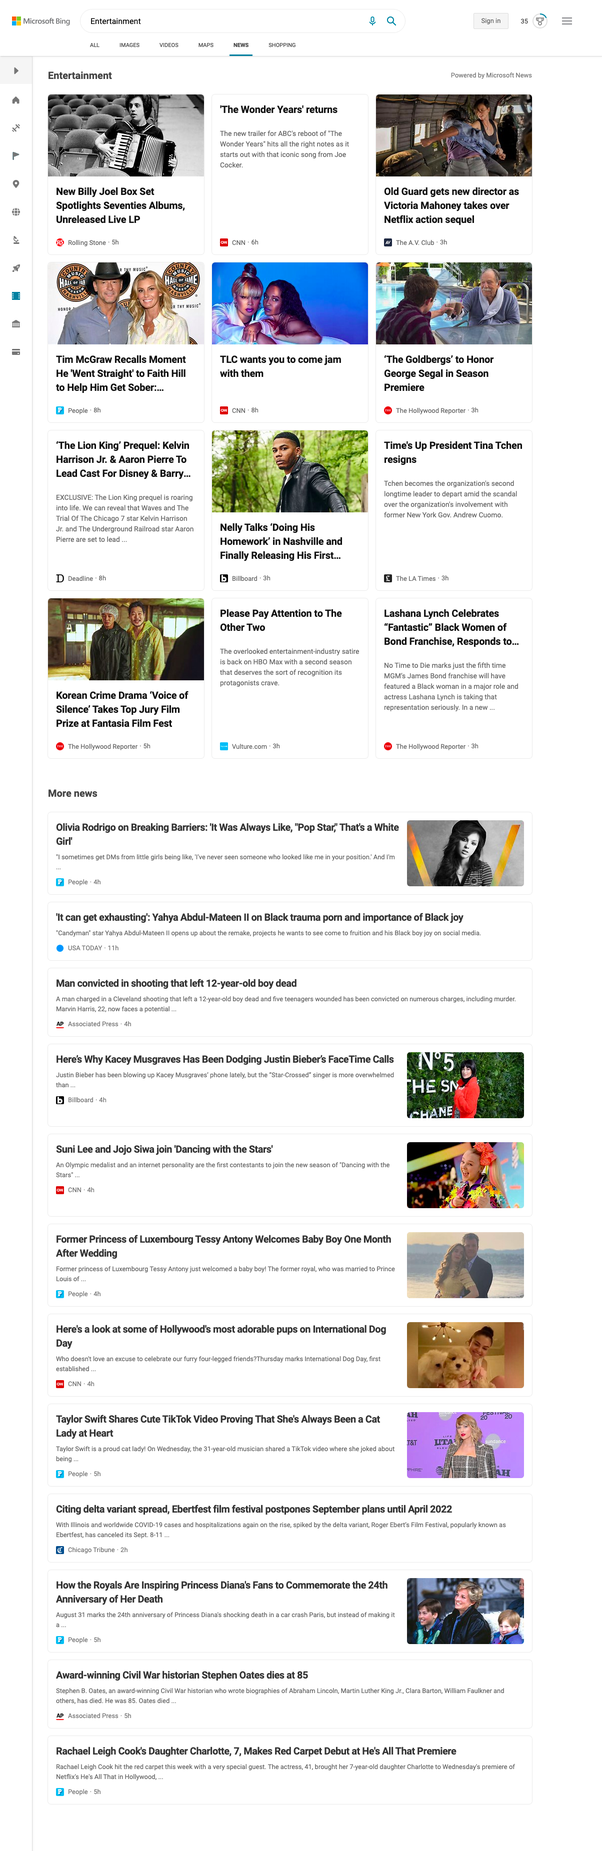 Microsoft Bing
Entertainment
Sign in
35
ALL
IMAGES
VIDEOS
MAPS
NEWS
SHOPPING
Entertainment
Powered by Microsoft News
New Billy Joel Box Set
Spotlights Seventies Albums,
Unreleased Live LP
Rolling Stone · 5h
'The Wonder Years' returns
The new trailer for ABC's reboot of "The
Wonder Years" hits all the right notes as it
starts out with that iconic song from Joe
Cocker.
CNN · 6h
Old Guard gets new director as
Victoria Mahoney takes over
Netflix action sequel
The A.V. Club · 3h
Tim McGraw Recalls Moment
He 'Went Straight' to Faith Hill
to Help Him Get Sober:...
People · 8h
TLC wants you to come jam
with them
CNN · 8h
'The Goldbergs' to Honor
George Segal in Season
Premiere
The Hollywood Reporter · 3h
'The Lion King' Prequel: Kelvin
Harrison Jr. & Aaron Pierre To
Lead Cast For Disney & Barry...
EXCLUSIVE: The Lion King prequel is roaring
into life. We can reveal that Waves and The
Trial Of The Chicago 7 star Kelvin Harrison
Jr. and The Underground Railroad star Aaron
Pierre are set to lead ...
Deadline · 8h
Nelly Talks 'Doing His
Homework' in Nashville and
Finally Releasing His First...
Billboard · 3h
Time's Up President Tina Tchen
resigns
Tchen becomes the organization's second
longtime leader to depart amid the scandal
over the organization's involvement with
former New York Gov. Andrew Cuomo.
The LA Times · 3h
Korean Crime Drama 'Voice of
Silence' Takes Top Jury Film
Prize at Fantasia Film Fest
The Hollywood Reporter · 5h
Please Pay Attention to The
Other Two
The overlooked entertainment-industry satire
is back on HBO Max with a second season
that deserves the sort of recognition its
protagonists crave.
Vulture.com · 3h
Lashana Lynch Celebrates
"Fantastic" Black Women of
Bond Franchise, Responds to...
No Time to Die marks just the fifth time
MGM's James Bond franchise will have
featured a Black woman in a major role and
actress Lashana Lynch is taking that
representation seriously. In a new ...
The Hollywood Reporter · 3h
More news
Olivia Rodrigo on Breaking Barriers: 'It Was Always Like, "Pop Star," That's a White
Girl'
"I sometimes get DMs from little girls being like, 'I've never seen someone who looked like me in your position.' And I'm
...
People · 4h
'It can get exhausting': Yahya Abdul-Mateen II on Black trauma porn and importance of Black joy
"Candyman" star Yahya Abdul-Mateen II opens up about the remake, projects he wants to see come to fruition and his Black boy joy on social media.
USA TODAY · 11h
Man convicted in shooting that left 12-year-old boy dead
A man charged in a Cleveland shooting that left a 12-year-old boy dead and five teenagers wounded has been convicted on numerous charges, including murder.
Marvin Harris, 22, now faces a potential ...
AP Associated Press · 4h
Here's Why Kacey Musgraves Has Been Dodging Justin Bieber's FaceTime Calls
Justin Bieber has been blowing up Kacey Musgraves' phone lately, but the "Star-Crossed" singer is more overwhelmed
than ...
Billboard · 4h
N°5
THE SN
CHANE
Suni Lee and Jojo Siwa join 'Dancing with the Stars'
An Olympic medalist and an internet personality are the first contestants to join the new season of "Dancing with the
Stars" ...
CNN · 4h
Former Princess of Luxembourg Tessy Antony Welcomes Baby Boy One Month
After Wedding
Former princess of Luxembourg Tessy Antony just welcomed a baby boy! The former royal, who was married to Prince
Louis of ...
People · 4h
Here's a look at some of Hollywood's most adorable pups on International Dog
Day
Who doesn't love an excuse to celebrate our furry four-legged friends?Thursday marks International Dog Day, first
established ...
CNN · 4h
Taylor Swift Shares Cute TikTok Video Proving That She's Always Been a Cat
Lady at Heart
Taylor Swift is a proud cat lady! On Wednesday, the 31-year-old musician shared a TikTok video where she joked about
being ...
People · 5h
Citing delta variant spread, Ebertfest film festival postpones September plans until April 2022
With Illinois and worldwide COVID-19 cases and hospitalizations again on the rise, spiked by the delta variant, Roger Ebert's Film Festival, popularly known as
Ebertfest, has canceled its Sept. 8-11 ...
Chicago Tribune · 2h
How the Royals Are Inspiring Princess Diana's Fans to Commemorate the 24th
Anniversary of Her Death
August 31 marks the 24th anniversary of Princess Diana's shocking death in a car crash Paris, but instead of making it
a ...
People · 5h
Award-winning Civil War historian Stephen Oates dies at 85
Stephen B. Oates, an award-winning Civil War historian who wrote biographies of Abraham Lincoln, Martin Luther King Jr., Clara Barton, William Faulkner and
others, has died. He was 85. Oates died ...
AP Associated Press · 5h
Rachael Leigh Cook's Daughter Charlotte, 7, Makes Red Carpet Debut at He's All That Premiere
Rachael Leigh Cook hit the red carpet this week with a very special guest. The actress, 41, brought her 7-year-old daughter Charlotte to Wednesday's premiere of
Netflix's He's All That in Hollywood, ...
People · 5h